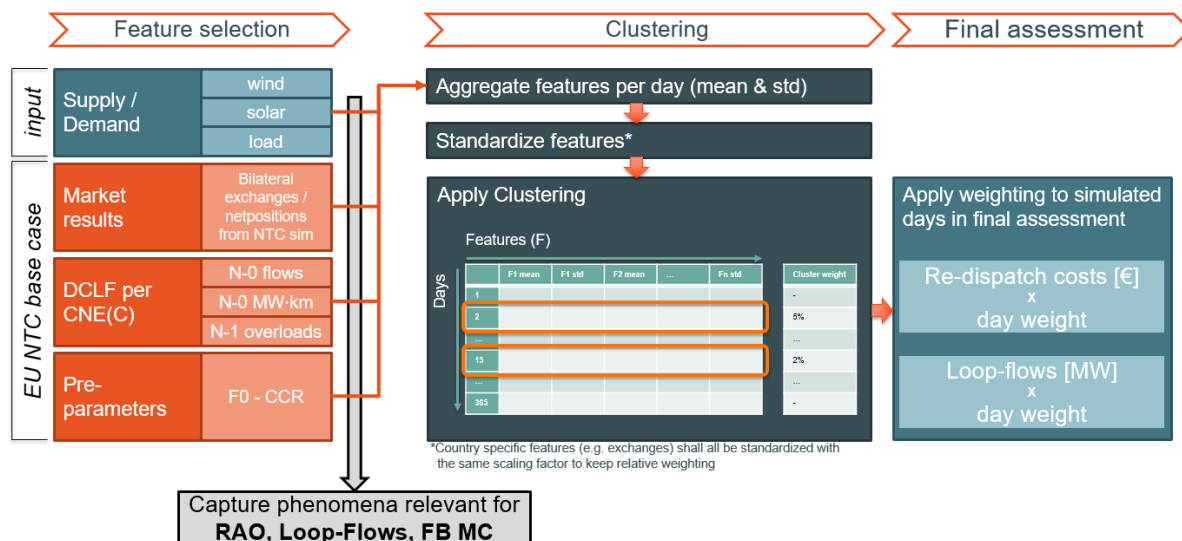 Feature selection
Clustering
Final assessment
input
Supply /
Demand
wind
solar
load
EU NTC base case
Market
results
Bilateral
exchanges /
netpositions
from NTC sim
DCLF per
CNE(C)
N-0 flows
N-0 MW·km
N-1 overloads
Pre-
parameters
F0 - CCR
Capture phenomena relevant for
RAO, Loop-Flows, FB MC
Aggregate features per day (mean & std)
Standardize features*
Apply Clustering
Features (F)
Days
F1 mean F1 std F2 mean ... Fn std Cluster weight
1 -
2 5%
... ...
15 2%
... ...
365 -
*Country specific features (e.g. exchanges) shall all be standardized with
the same scaling factor to keep relative weighting
Apply weighting to simulated
days in final assessment
Re-dispatch costs [€]
x
day weight
Loop-flows [MW]
x
day weight